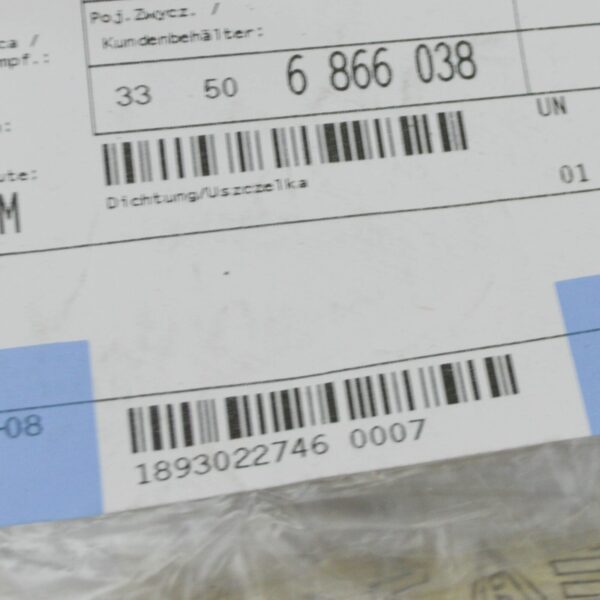 Poj.Zwycz. /
Kundenbehälter:
33 50 6 866 038
UN
Dichtung/Uszczelka
01
M
-08
1893022746 0007